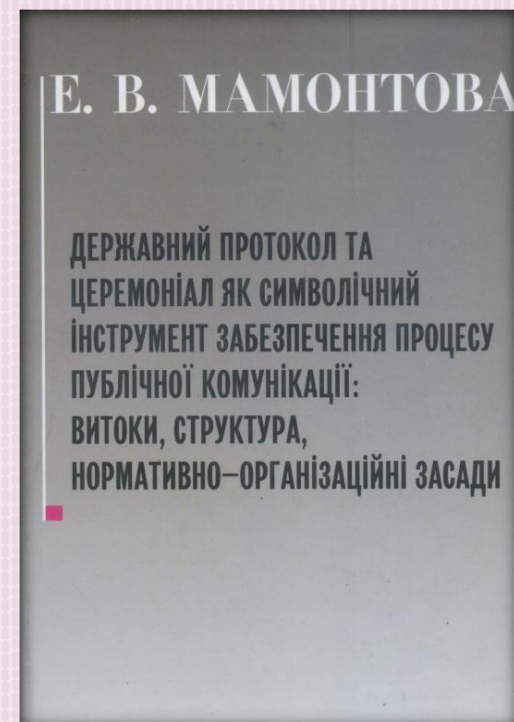 Е. В. МАМОНТОВА
ДЕРЖАВНИЙ ПРОТОКОЛ ТА
ЦЕРЕМОНІАЛ ЯК СИМВОЛІЧНИЙ
ІНСТРУМЕНТ ЗАБЕЗПЕЧЕННЯ ПРОЦЕСУ
ПУБЛІЧНОЇ КОМУНІКАЦІЇ:
ВИТОКИ, СТРУКТУРА,
НОРМАТИВНО–ОРГАНІЗАЦІЙНІ ЗАСАДИ